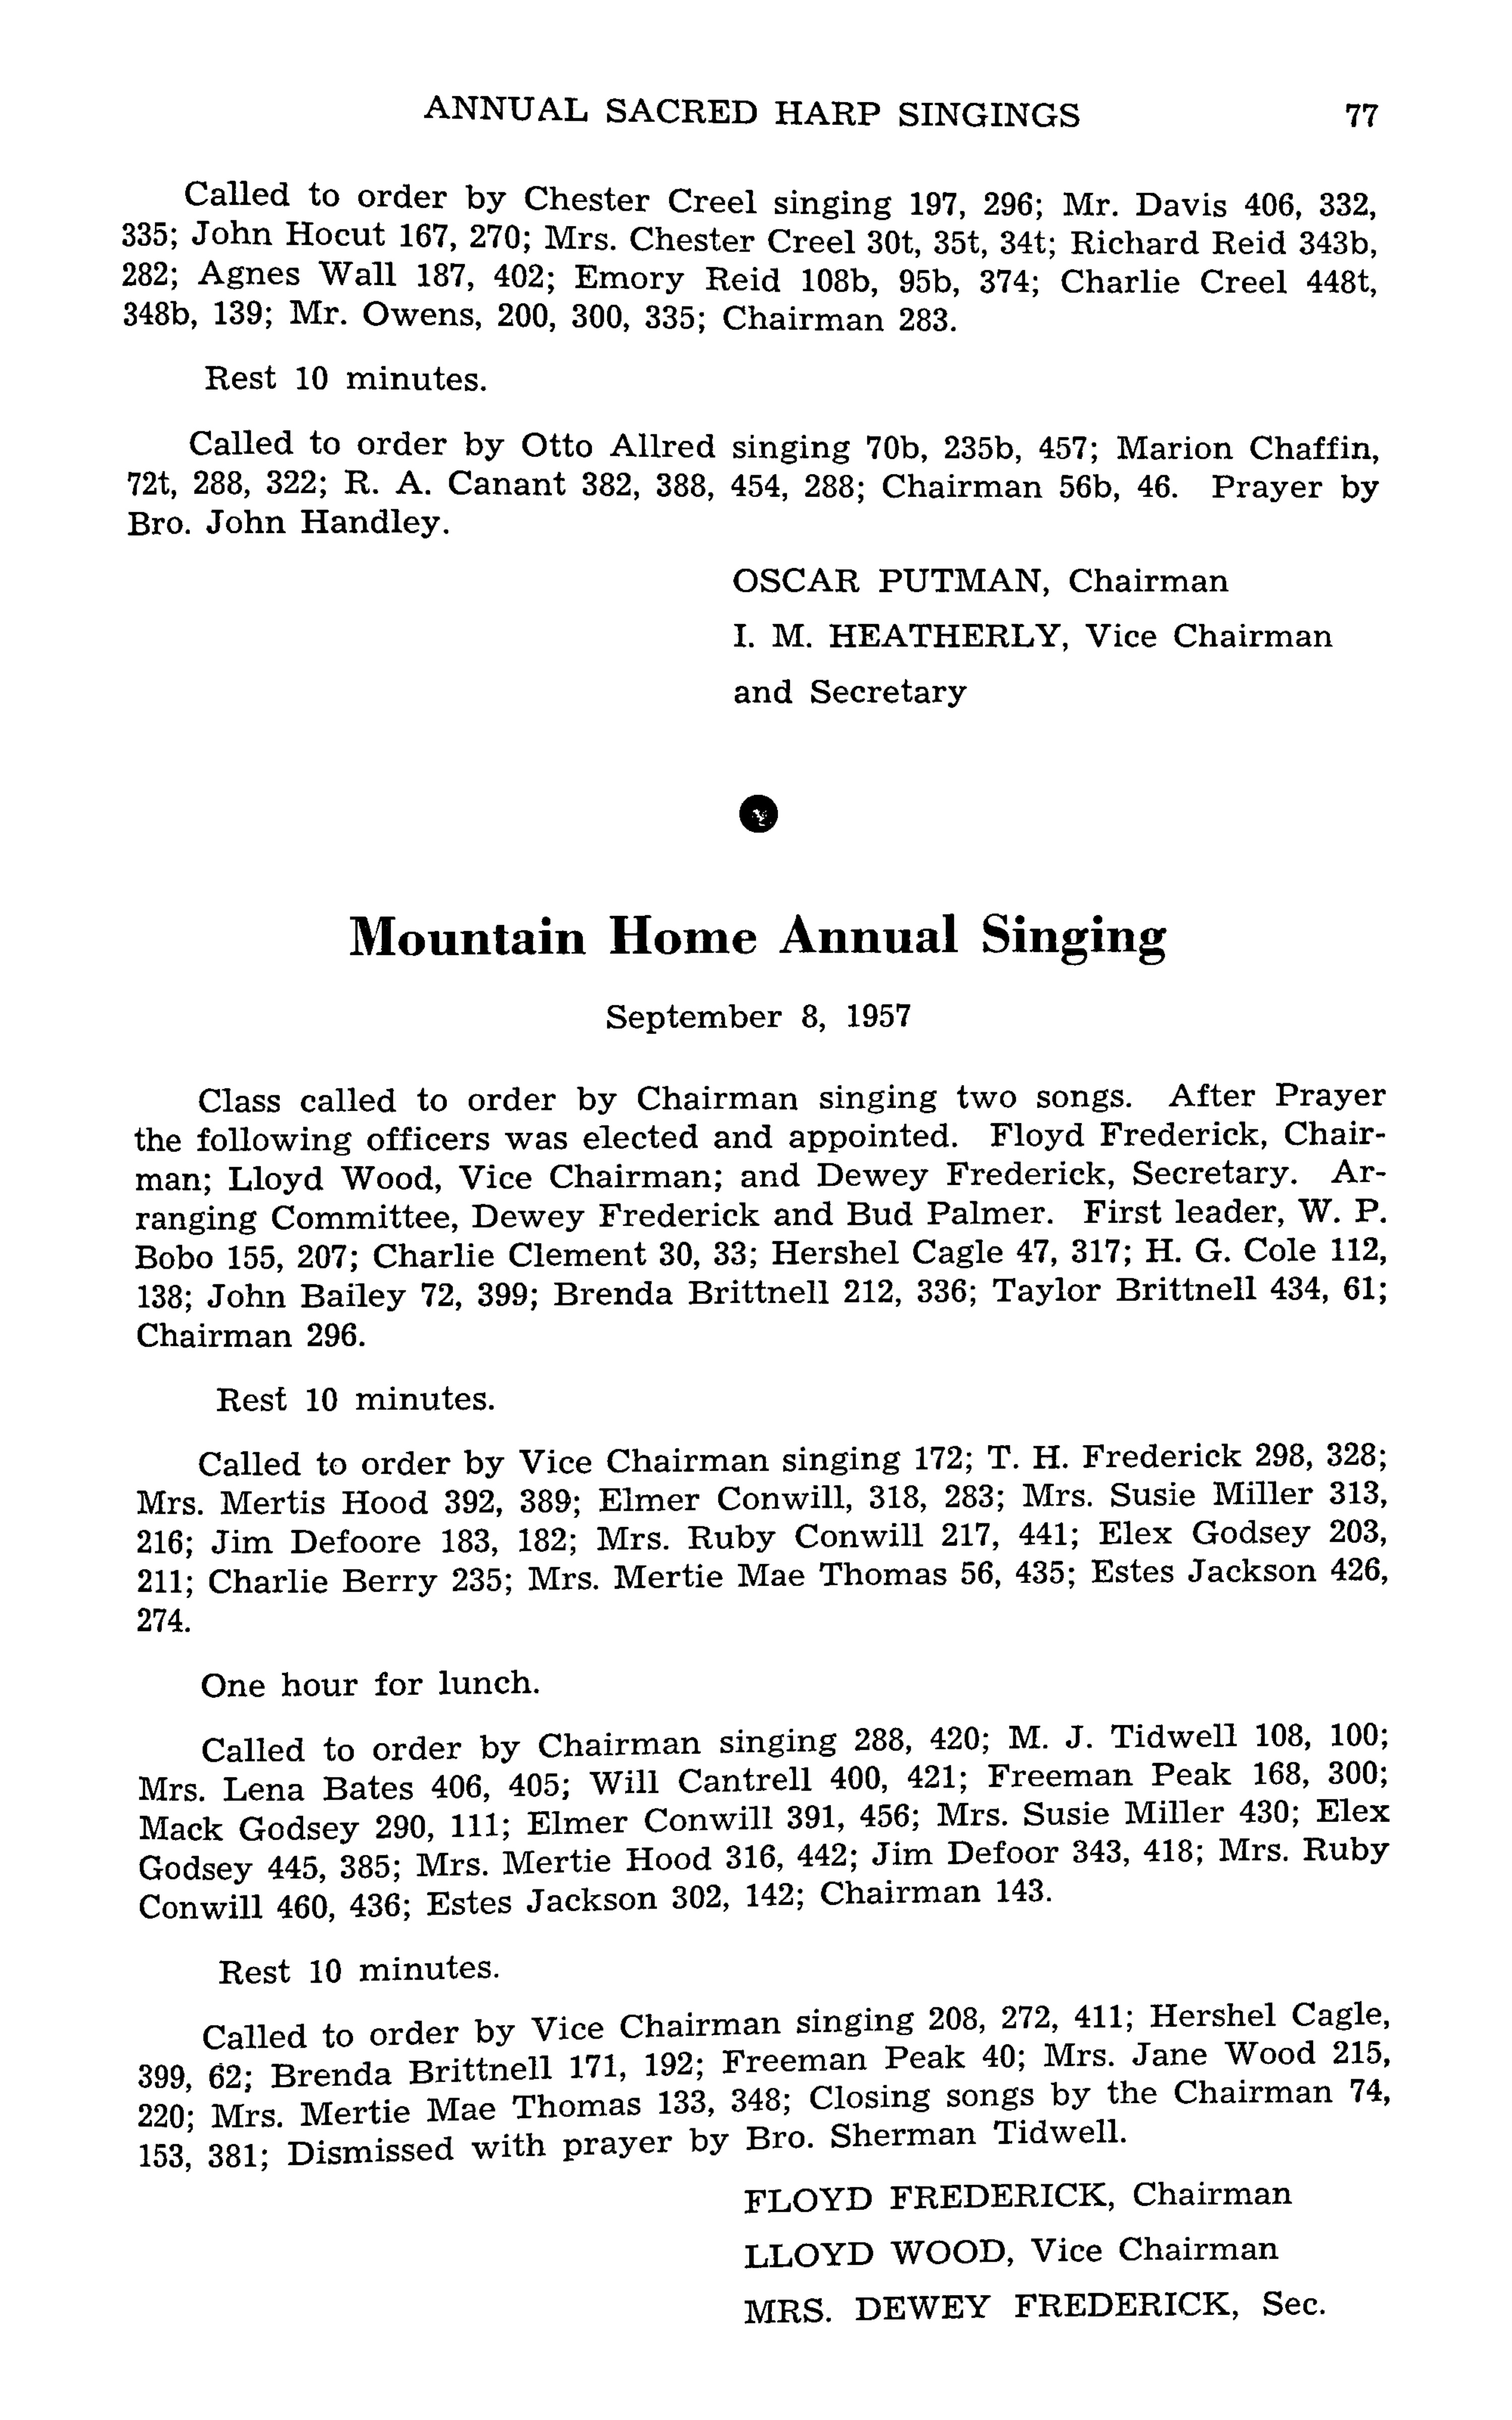 ANNUAL SACRED HARP SINGINGS 77
Called to order by Chester Creel singing 197, 296; Mr. Davis 406, 332,
335; John Hocut 167, 270; Mrs. Chester Creel 30t, 35t, 34t; Richard Reid 343b,
282; Agnes Wall 187, 402; Emory Reid 108b, 95b, 374; Charlie Creel 448t,
348b, 139; Mr. Owens, 200, 300, 335; Chairman 283.
Rest 10 minutes.
Called to order by Otto Allred singing 70b, 235b, 457; Marion Chaffin,
72t, 288, 322; R. A. Canant 382, 388, 454, 288; Chairman 56b, 46. Prayer by
Bro. John Handley.
OSCAR PUTMAN, Chairman
I. M. HEATHERLY, Vice Chairman
and Secretary
Mountain Home Annual Singing
September 8, 1957
Class called to order by Chairman singing two songs. After Prayer
the following officers was elected and appointed. Floyd Frederick, Chair-
man; Lloyd Wood, Vice Chairman; and Dewey Frederick, Secretary. Ar-
ranging Committee, Dewey Frederick and Bud Palmer. First leader, W. P.
Bobo 155, 207; Charlie Clement 30, 33; Hershel Cagle 47, 317; H. G. Cole 112,
138; John Bailey 72, 399; Brenda Brittnell 212, 336; Taylor Brittnell 434, 61;
Chairman 296.
Rest 10 minutes.
Called to order by Vice Chairman singing 172; T. H. Frederick 298, 328;
Mrs. Mertis Hood 392, 389; Elmer Conwill, 318, 283; Mrs. Susie Miller 313,
216; Jim Defoore 183, 182; Mrs. Ruby Conwill 217, 441; Elex Godsey 203,
211; Charlie Berry 235; Mrs. Mertie Mae Thomas 56, 435; Estes Jackson 426,
274.
One hour for lunch.
Called to order by Chairman singing 288, 420; M. J. Tidwell 108, 100;
Mrs. Lena Bates 406, 405; Will Cantrell 400, 421; Freeman Peak 168, 300;
Mack Godsey 290, 111; Elmer Conwill 391, 456; Mrs. Susie Miller 430; Elex
Godsey 445, 385; Mrs. Mertie Hood 316, 442; Jim Defoor 343, 418; Mrs. Ruby
Conwill 460, 436; Estes Jackson 302, 142; Chairman 143.
Rest 10 minutes.
Called to order by Vice Chairman singing 208, 272, 411; Hershel Cagle,
399, 62; Brenda Brittnell 171, 192; Freeman Peak 40; Mrs. Jane Wood 215,
220; Mrs. Mertie Mae Thomas 133, 348; Closing songs by the Chairman 74,
153, 381; Dismissed with prayer by Bro. Sherman Tidwell.
FLOYD FREDERICK, Chairman
LLOYD WOOD, Vice Chairman
MRS. DEWEY FREDERICK, Sec.